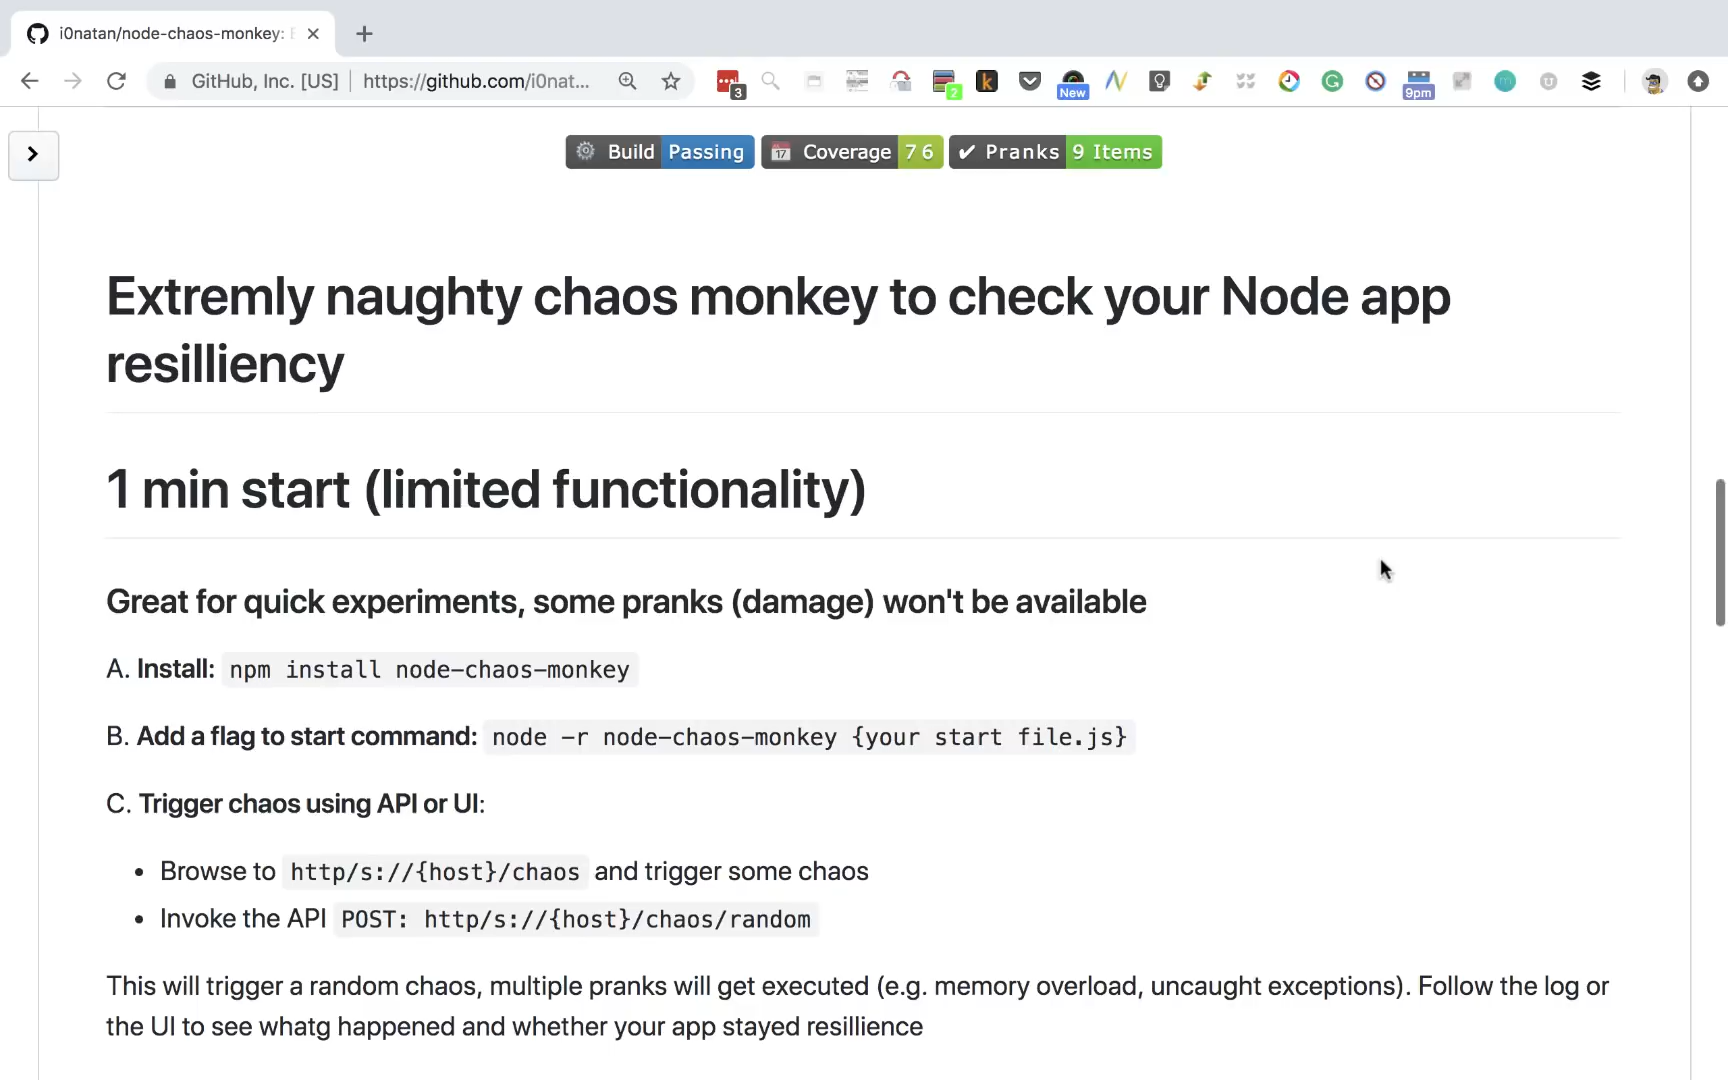 i0natan/node-chaos-monkey:
GitHub, Inc. [US] | https://github.com/i0nat...
3
2
New
9pm
Build Passing
17 Coverage 76
✔ Pranks 9 Items
Extremly naughty chaos monkey to check your Node app
resilliency
1 min start (limited functionality)
Great for quick experiments, some pranks (damage) won't be available
A. Install: npm install node-chaos-monkey
B. Add a flag to start command: node -r node-chaos-monkey {your start file.js}
C. Trigger chaos using API or UI:
• Browse to http/s://{host}/chaos and trigger some chaos
• Invoke the API POST: http/s://{host}/chaos/random
This will trigger a random chaos, multiple pranks will get executed (e.g. memory overload, uncaught exceptions). Follow the log or
the UI to see whatg happened and whether your app stayed resillience